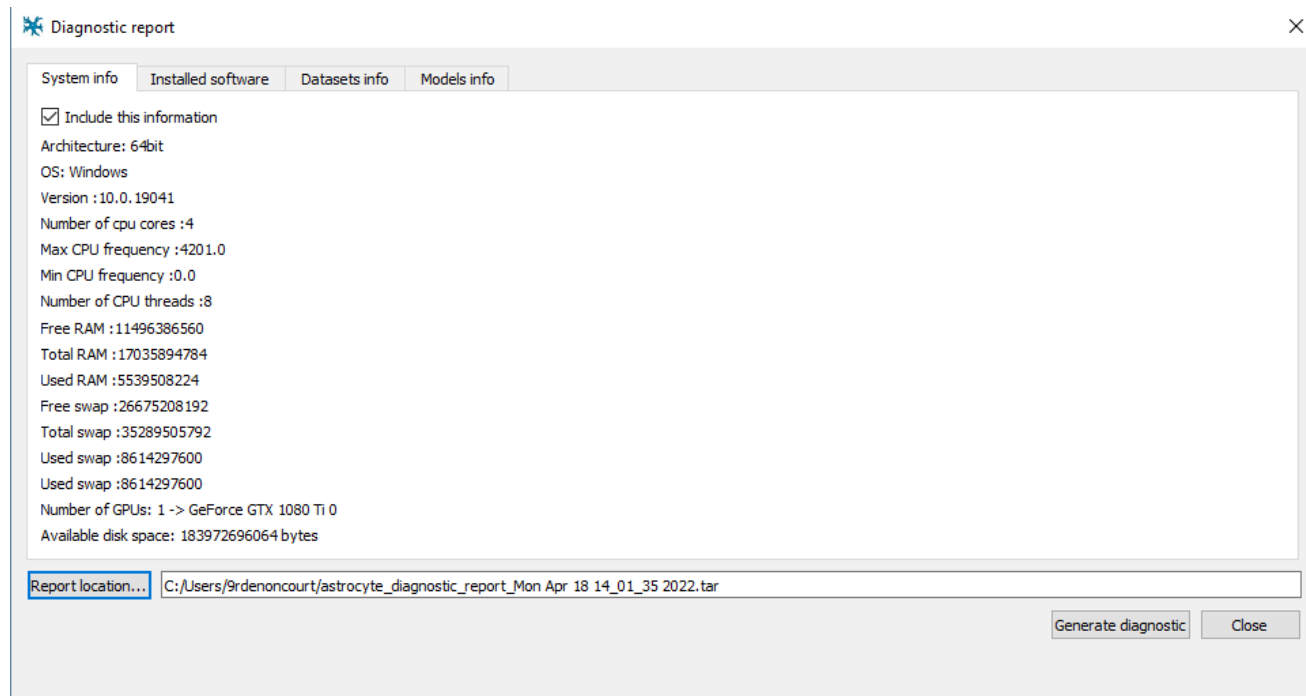 Diagnostic report
System info Installed software Datasets info Models info
Include this information
Architecture: 64bit
OS: Windows
Version :10.0.19041
Number of cpu cores :4
Max CPU frequency :4201.0
Min CPU frequency :0.0
Number of CPU threads :8
Free RAM :11496386560
Total RAM :17035894784
Used RAM :5539508224
Free swap :26675208192
Total swap :35289505792
Used swap :8614297600
Used swap :8614297600
Number of GPUs: 1 -> GeForce GTX 1080 Ti 0
Available disk space: 183972696064 bytes
Report location... C:/Users/9rdenoncourt/astrocyte_diagnostic_report_Mon Apr 18 14_01_35 2022.tar
Generate diagnostic Close